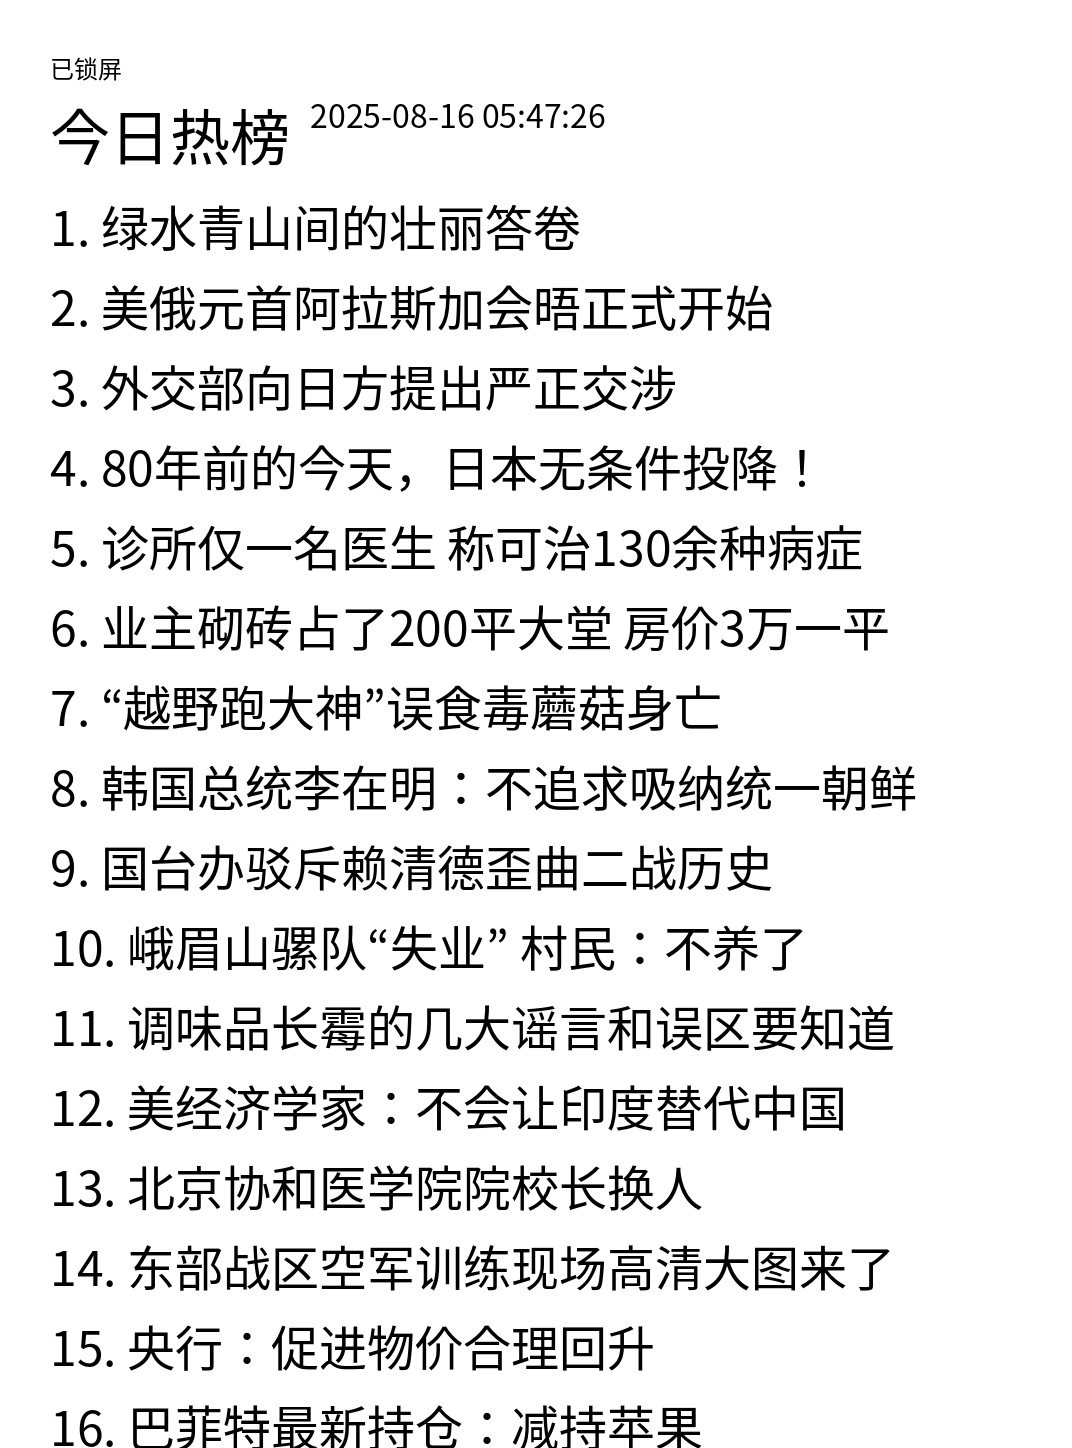 已锁屏
今日热榜 2025-08-16 05:47:26
1. 绿水青山间的壮丽答卷
2. 美俄元首阿拉斯加会晤正式开始
3. 外交部向日方提出严正交涉
4. 80年前的今天，日本无条件投降！
5. 诊所仅一名医生 称可治130余种病症
6. 业主砌砖占了200平大堂 房价3万一平
7. “越野跑大神”误食毒蘑菇身亡
8. 韩国总统李在明：不追求吸纳统一朝鲜
9. 国台办驳斥赖清德歪曲二战历史
10. 峨眉山骡队“失业” 村民：不养了
11. 调味品长霉的几大谣言和误区要知道
12. 美经济学家：不会让印度替代中国
13. 北京协和医学院院校长换人
14. 东部战区空军训练现场高清大图来了
15. 央行：促进物价合理回升
16. 巴菲特最新持仓：减持苹果